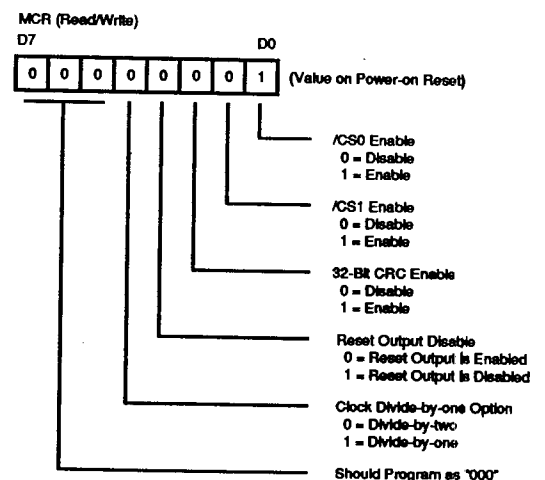 MCR (Read/Write)
D7 D0
0 0 0 0 0 0 0 1 (Value on Power-on Reset)
/CS0 Enable
0 = Disable
1 = Enable
/CS1 Enable
0 = Disable
1 = Enable
32-Bit CRC Enable
0 = Disable
1 = Enable
Reset Output Disable
0 = Reset Output is Enabled
1 = Reset Output is Disabled
Clock Divide-by-one Option
0 = Divide-by-two
1 = Divide-by-one
Should Program as "000"